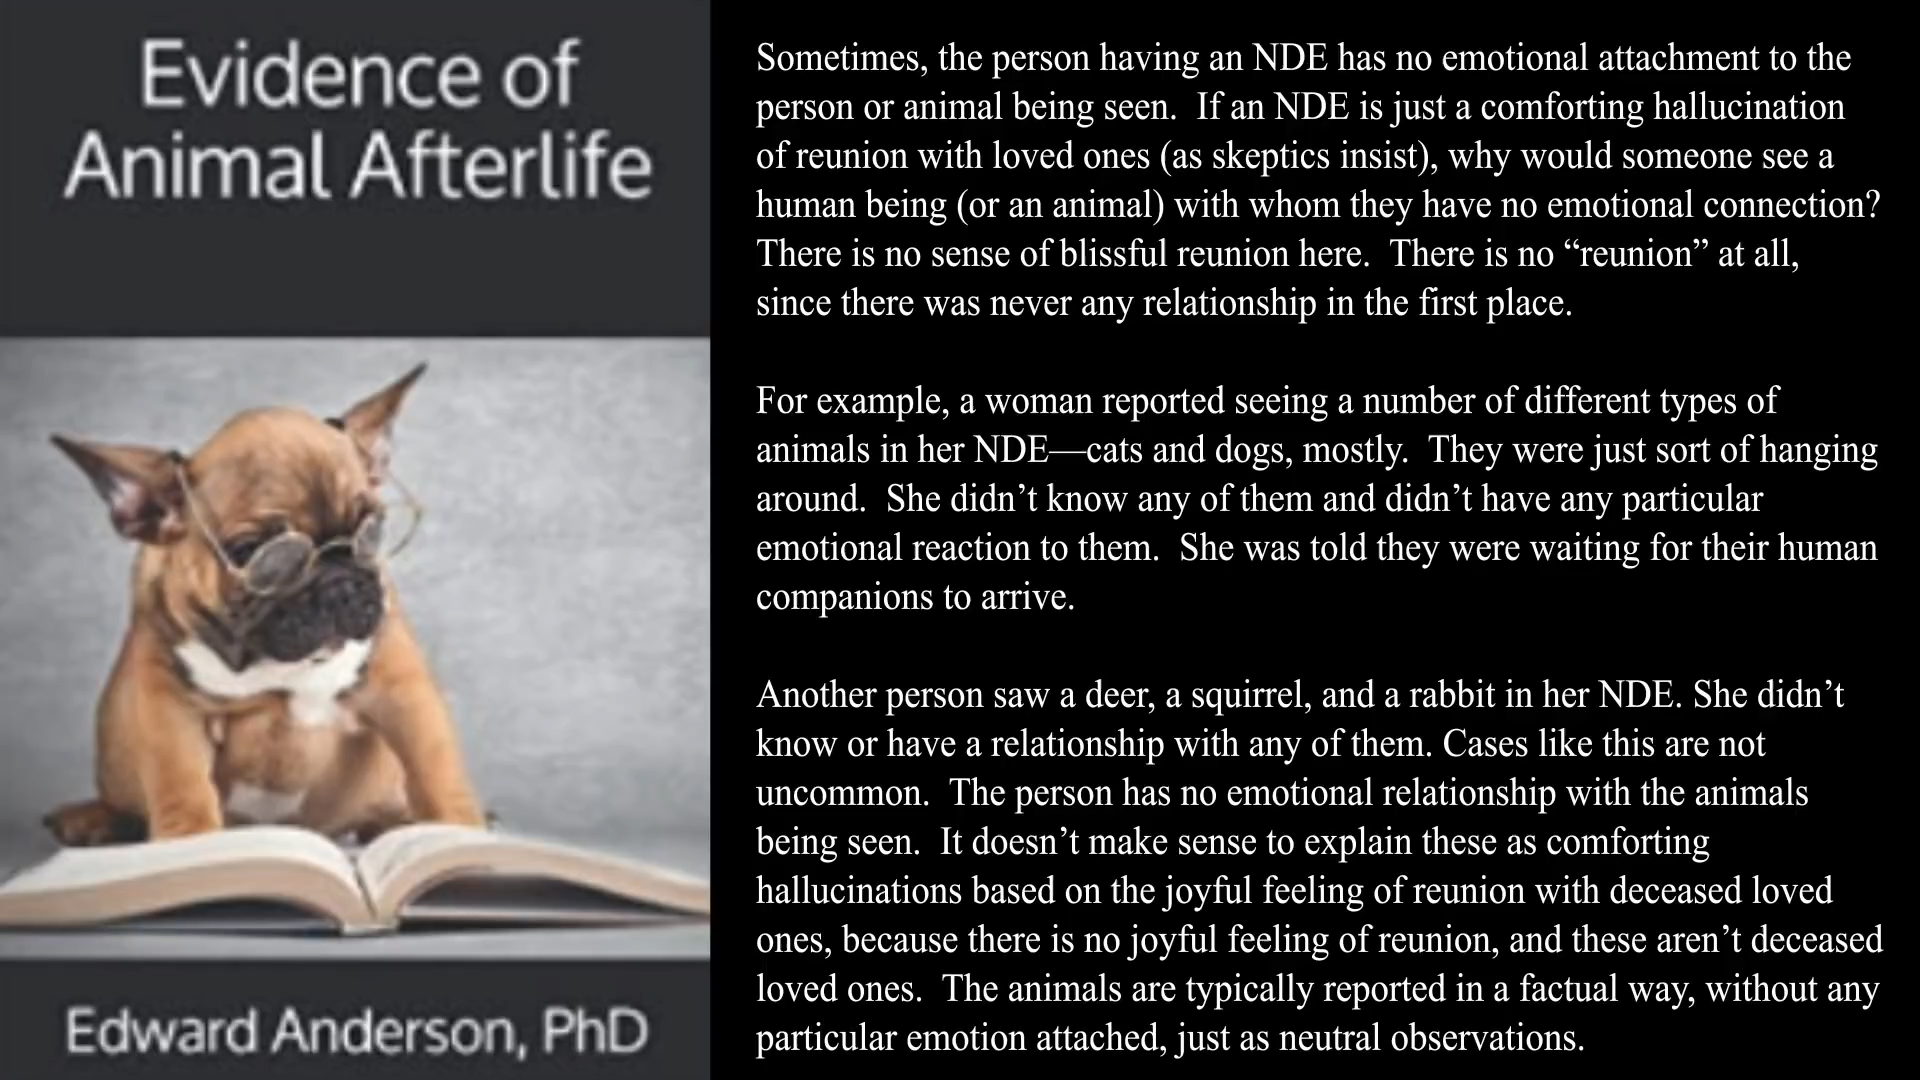 Evidence of
Animal Afterlife
Edward Anderson, PhD
Sometimes, the person having an NDE has no emotional attachment to the
person or animal being seen.  If an NDE is just a comforting hallucination
of reunion with loved ones (as skeptics insist), why would someone see a
human being (or an animal) with whom they have no emotional connection?
There is no sense of blissful reunion here.  There is no “reunion” at all,
since there was never any relationship in the first place.
For example, a woman reported seeing a number of different types of
animals in her NDE—cats and dogs, mostly.  They were just sort of hanging
around.  She didn’t know any of them and didn’t have any particular
emotional reaction to them.  She was told they were waiting for their human
companions to arrive.
Another person saw a deer, a squirrel, and a rabbit in her NDE. She didn’t
know or have a relationship with any of them. Cases like this are not
uncommon.  The person has no emotional relationship with the animals
being seen.  It doesn’t make sense to explain these as comforting
hallucinations based on the joyful feeling of reunion with deceased loved
ones, because there is no joyful feeling of reunion, and these aren’t deceased
loved ones.  The animals are typically reported in a factual way, without any
particular emotion attached, just as neutral observations.